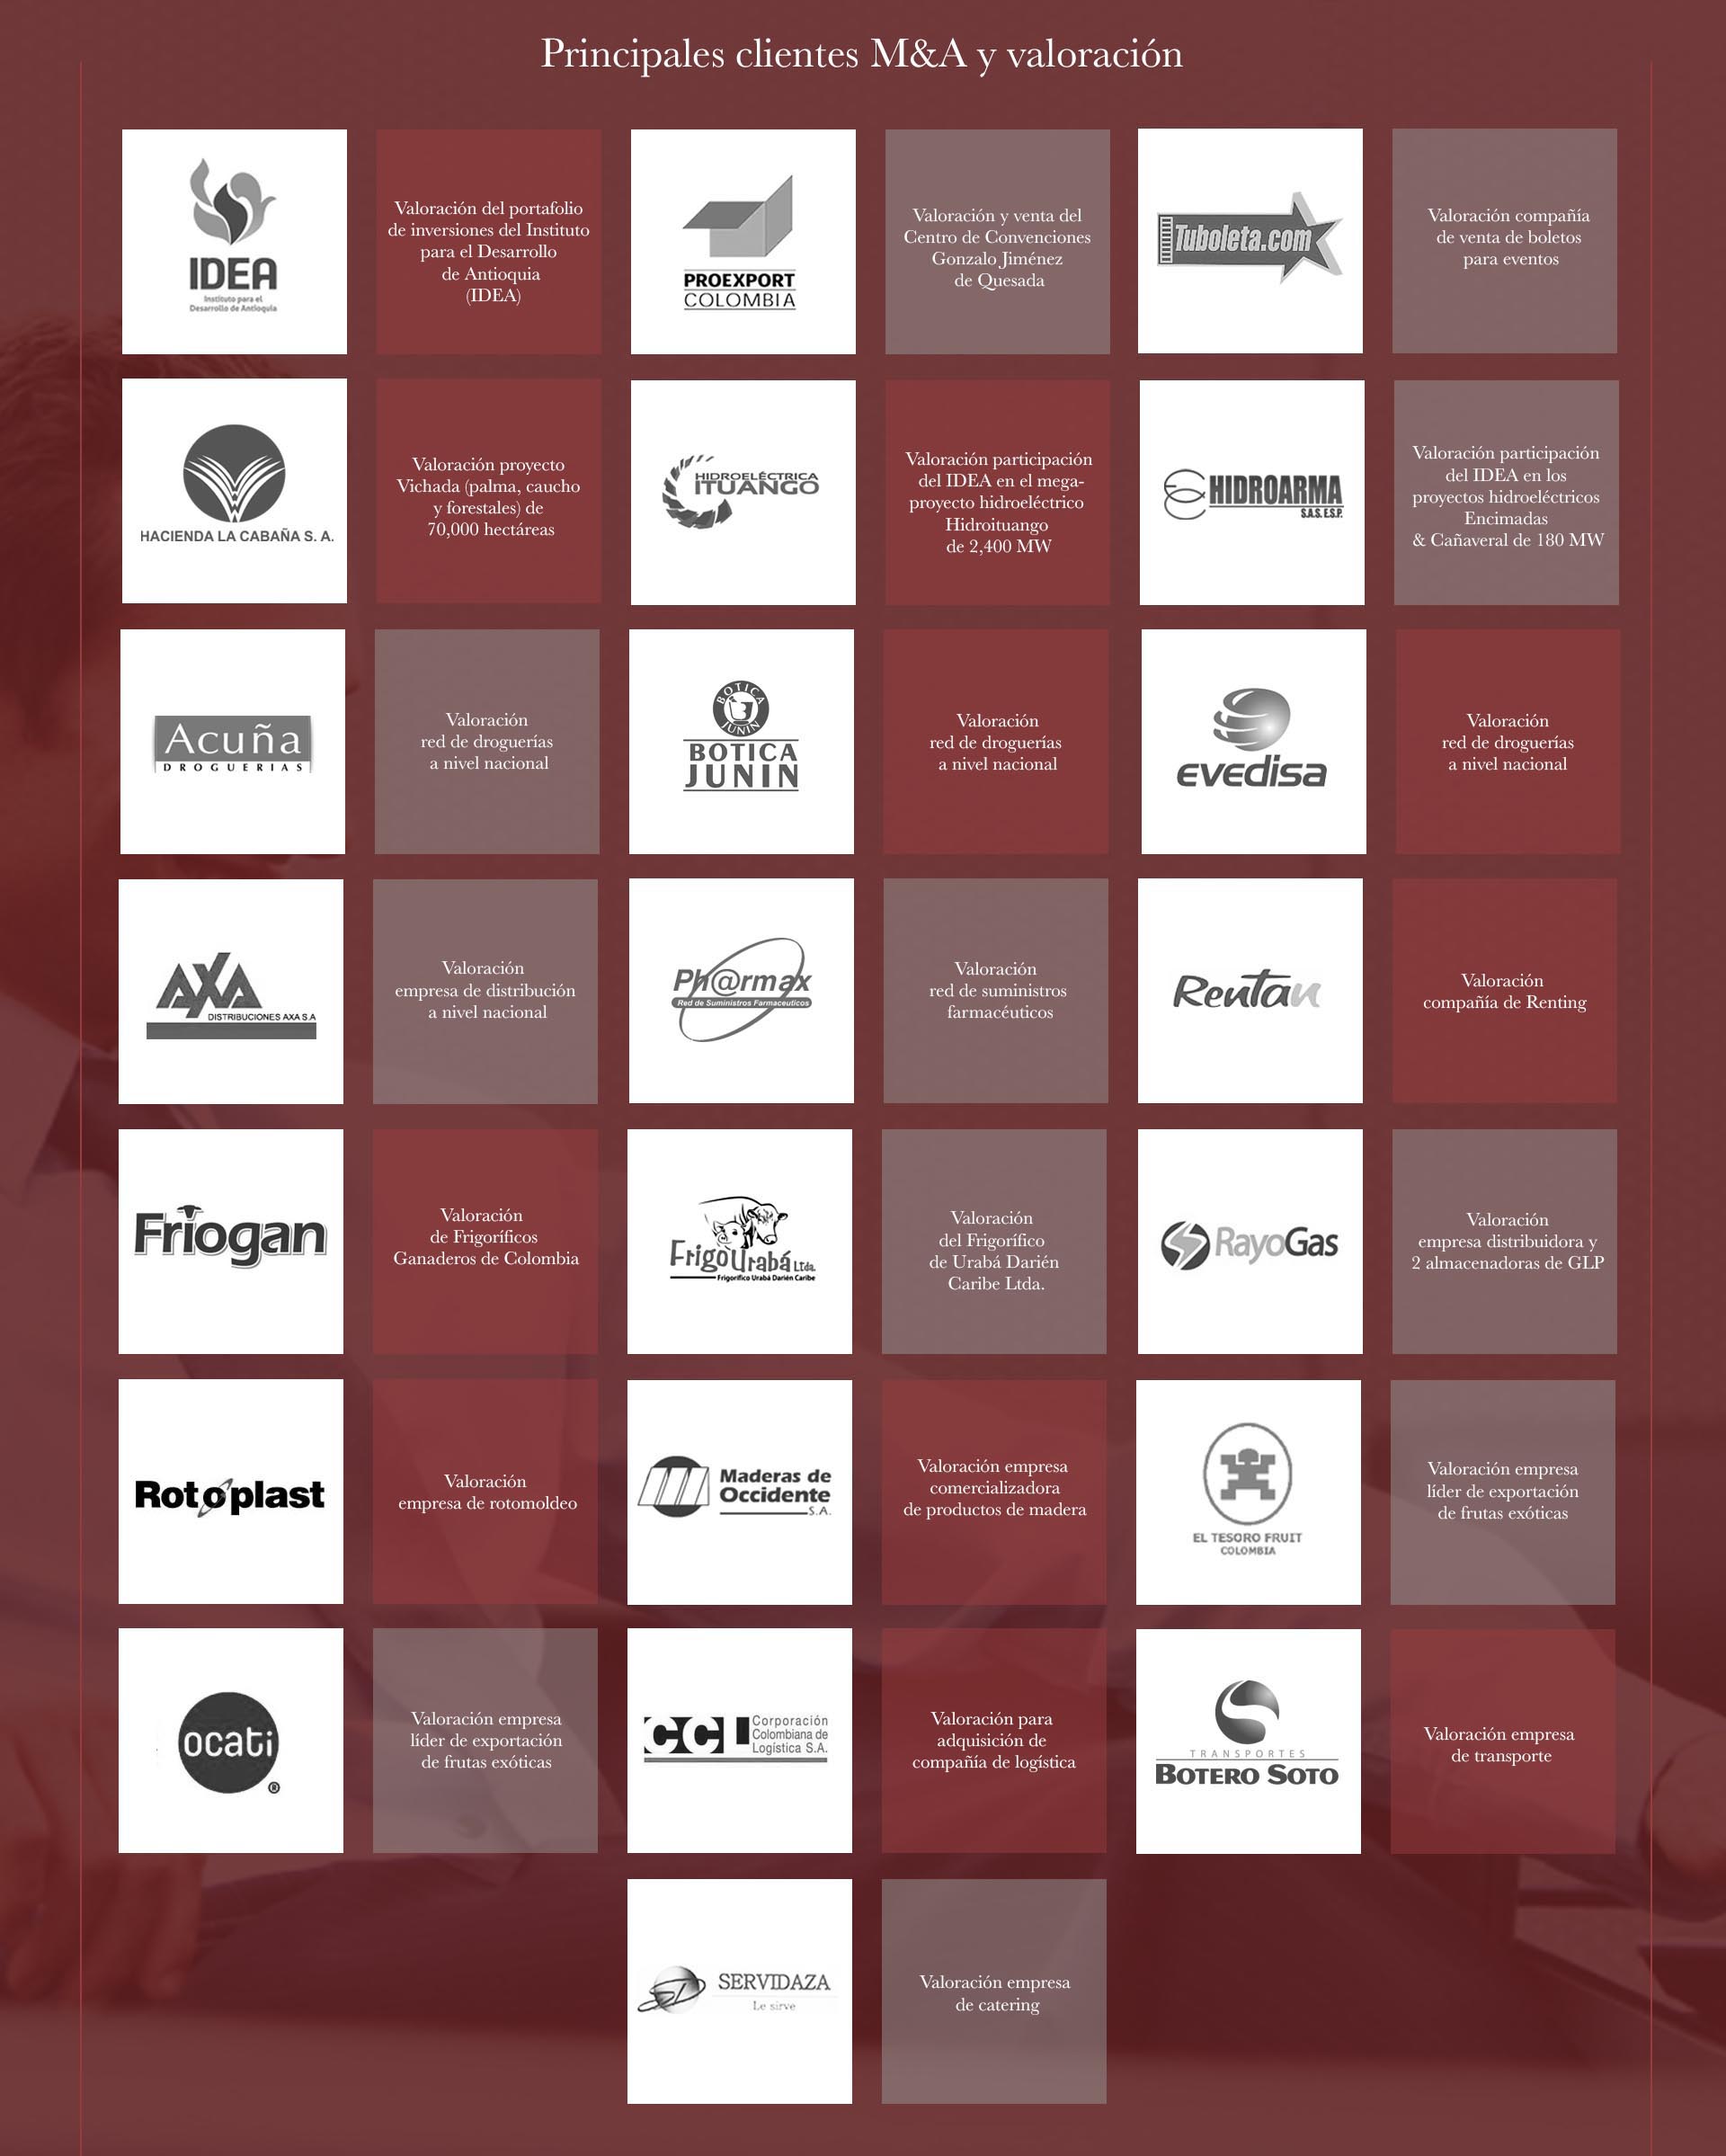 Principales clientes M&A y valoración
IDEA
Instituto para el
Desarrollo de Antioquia
Valoración del portafolio
de inversiones del Instituto
para el Desarrollo
de Antioquia
(IDEA)
PROEXPORT
COLOMBIA
Valoración y venta del
Centro de Convenciones
Gonzalo Jiménez
de Quesada
Tuboleta.com
Valoración compañía
de venta de boletos
para eventos
HACIENDA LA CABAÑA S. A.
Valoración proyecto
Vichada (palma, caucho
y forestales) de
70,000 hectáreas
HIDROELÉCTRICA
ITUANGO
Valoración participación
del IDEA en el mega-
proyecto hidroeléctrico
Hidroituango
de 2,400 MW
HIDROARMA
S.A.S. E.S.P.
Valoración participación
del IDEA en los
proyectos hidroeléctricos
Encimadas
& Cañaveral de 180 MW
Acuña
DROGUERIAS
Valoración
red de droguerías
a nivel nacional
BOTICA
JUNIN
BOTICA
JUNIN
Valoración
red de droguerías
a nivel nacional
evedisa
Valoración
red de droguerías
a nivel nacional
AXA
DISTRIBUCIONES AXA S.A
Valoración
empresa de distribución
a nivel nacional
Ph@rmax
Red de Suministros Farmaceuticos
Valoración
red de suministros
farmacéuticos
Rentan
Valoración
compañía de Renting
Friogan
Valoración
de Frigoríficos
Ganaderos de Colombia
FrigoUrabá Ltda.
Frigorífico Urabá Darién Caribe
Valoración
del Frigorífico
de Urabá Darién
Caribe Ltda.
RayoGas
Valoración
empresa distribuidora y
2 almacenadoras de GLP
Rotoplast
Valoración
empresa de rotomoldeo
Maderas de
Occidente
S.A.
Valoración empresa
comercializadora
de productos de madera
EL TESORO FRUIT
COLOMBIA
Valoración empresa
líder de exportación
de frutas exóticas
ocati
®
Valoración empresa
líder de exportación
de frutas exóticas
CCL
Corporación
Colombiana de
Logística S.A.
Valoración para
adquisición de
compañía de logística
TRANSPORTES
BOTERO SOTO
Valoración empresa
de transporte
SERVIDAZA
Le sirve
Valoración empresa
de catering